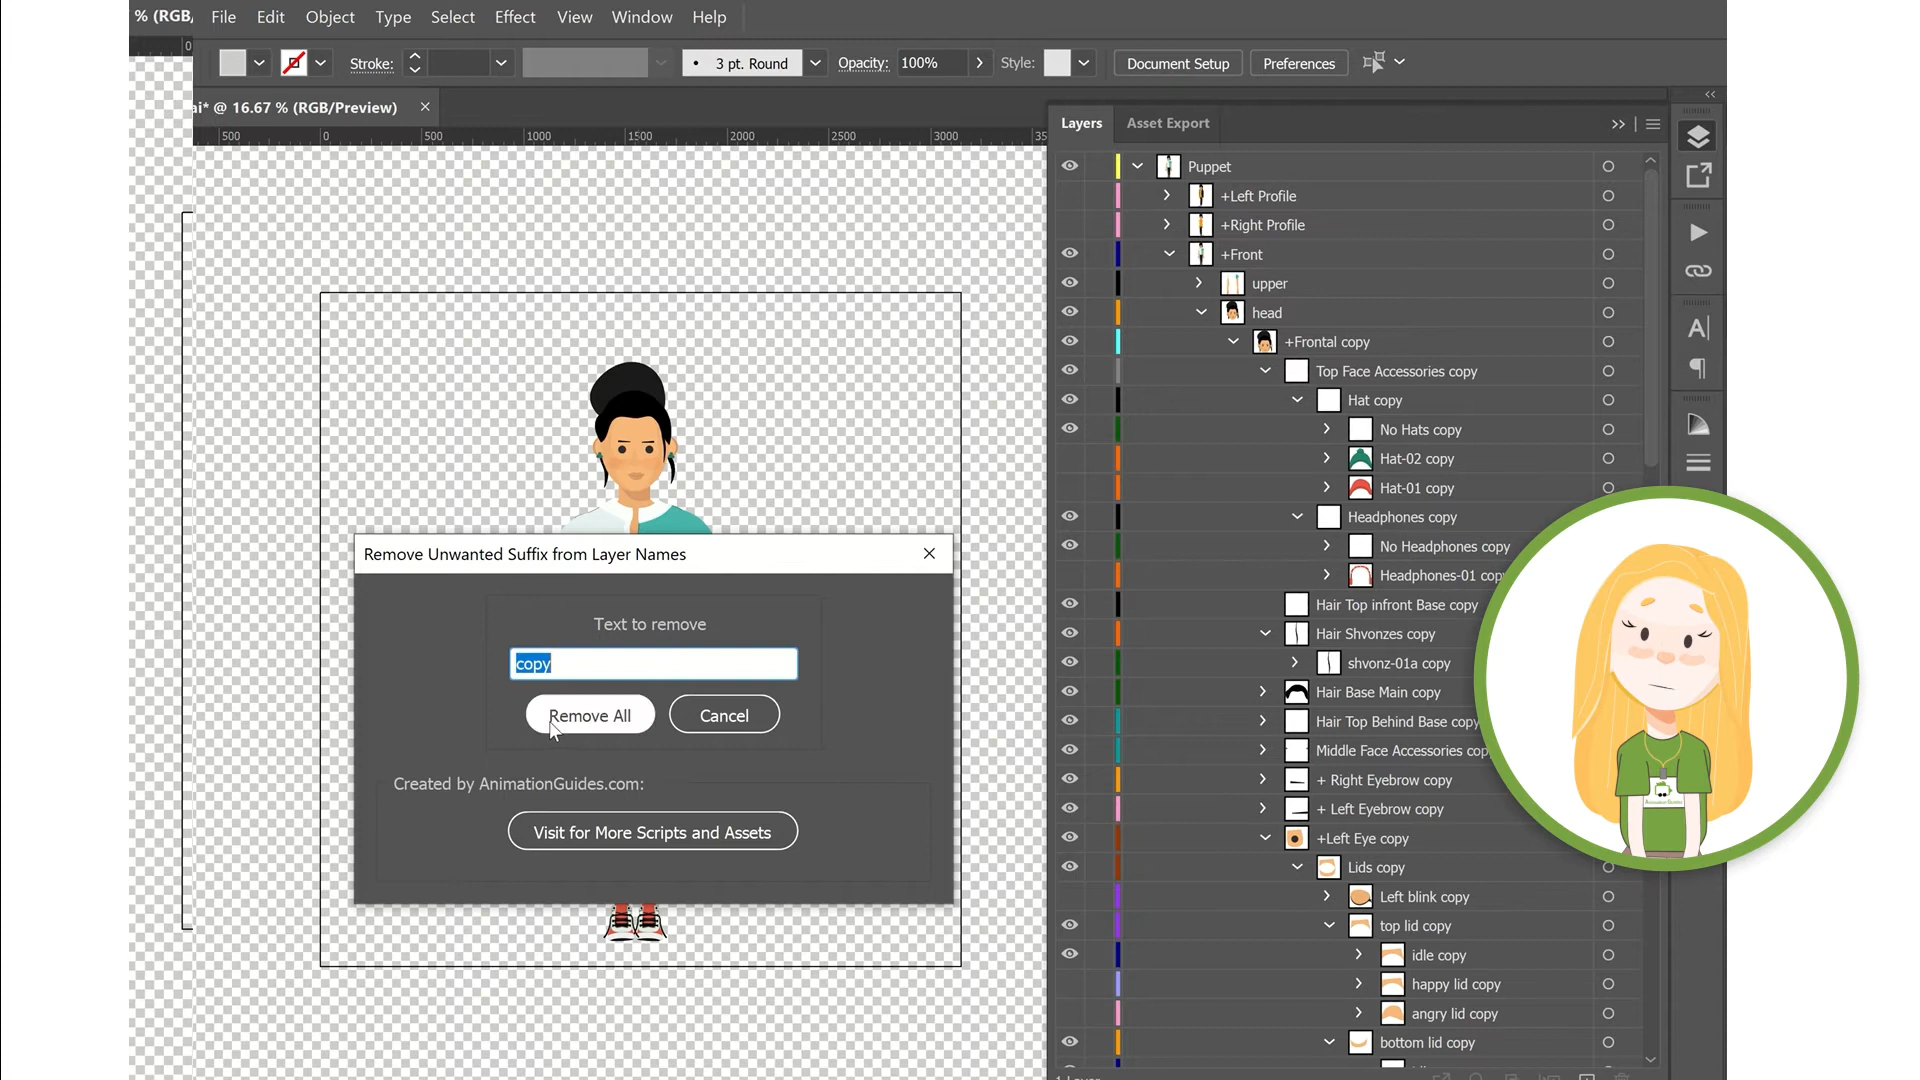 % (RGB/
File Edit Object Type Select Effect View Window Help
0
Stroke: 3 pt. Round Opacity: 100% Style: Document Setup Preferences
ai* @ 16.67 % (RGB/Preview)
500 0 500 1000 1500 2000 2500 3000
Layers Asset Export
Puppet
+Left Profile
+Right Profile
+Front
upper
head
+Frontal copy
Top Face Accessories copy
Hat copy
No Hats copy
Hat-02 copy
Hat-01 copy
Headphones copy
No Headphones copy
Headphones-01 copy
Hair Top infront Base copy
Hair Shvonzes copy
shvonz-01a copy
Hair Base Main copy
Hair Top Behind Base copy
Middle Face Accessories copy
+ Right Eyebrow copy
+ Left Eyebrow copy
+Left Eye copy
Lids copy
Left blink copy
top lid copy
idle copy
happy lid copy
angry lid copy
bottom lid copy
Remove Unwanted Suffix from Layer Names
Text to remove
copy
Remove All Cancel
Created by AnimationGuides.com:
Visit for More Scripts and Assets